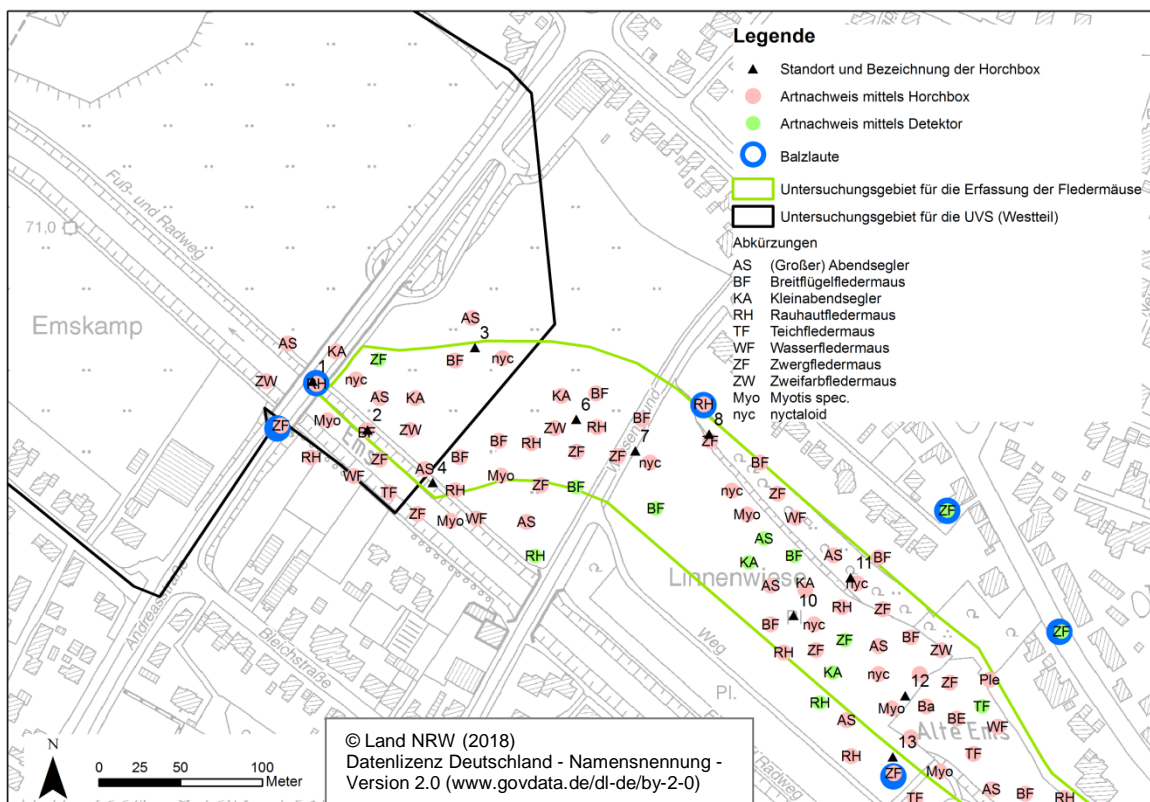 Legende
Standort und Bezeichnung der Horchbox
Artnachweis mittels Horchbox
Artnachweis mittels Detektor
Balzlaute
Untersuchungsgebiet für die Erfassung der Fledermäuse
Untersuchungsgebiet für die UVS (Westteil)
Abkürzungen
AS (Großer) Abendsegler
BF Breitflügelfledermaus
KA Kleinabendsegler
RH Rauhautfledermaus
TF Teichfledermaus
WF Wasserfledermaus
ZF Zwergfledermaus
ZW Zweifarbfledermaus
Myo Myotis spec.
nyc nyctaloid
Fuß- und Radweg
71,0
Emskamp
AS
3
AS
KA
ZF
BF
nyc
ZW
1
RH
nyc
AS
KA
KA
BF
6
RH
8
ZF
Myo
2
ZW
ZW
RH
BF
7
ZF
Ems
BF
RH
ZF
ZF
nyc
BF
RH
ZF
BF
AS
4
WF
Myo
ZF
BF
nyc
ZF
TF
RH
BF
Myo
WF
ZF
ZF
Myo
WF
AS
AS
RH
KA
BF
AS
11
BF
Linnenwiese
nyc
AS
KA
10
RH
ZF
Pl
BF
nyc
ZF
ZF
RH
ZF
AS
BF
ZW
KA
nyc
12
ZF
Ple
RH
Myo
Ba
TF
AS
BE
WF
Alte Ems
13
RH
TF
ZF
Myo
TF
AS
BF
RH
Andreasstraße
Bleichstraße
Weg
Pl.
Radweg
N
0 50 100
Meter
© Land NRW (2018)
Datenlizenz Deutschland - Namensnennung -
Version 2.0 (www.govdata.de/dl-de/by-2-0)